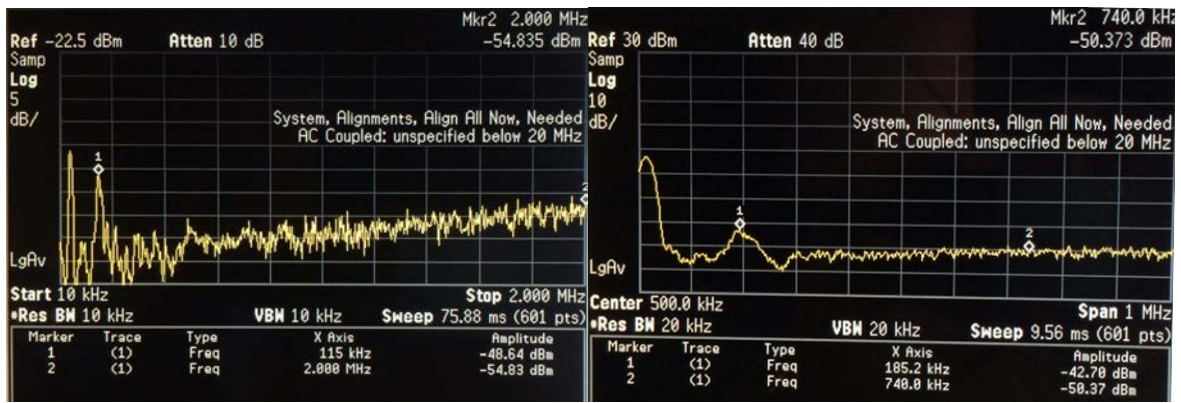 Mkr2 2.000 MHz
Ref -22.5 dBm Atten 10 dB -54.835 dBm
Samp
Log
5
dB/
System, Alignments, Align All Now, Needed
AC Coupled: unspecified below 20 MHz
1
2
LgAv
Start 10 kHz Stop 2.000 MHz
*Res BW 10 kHz VBW 10 kHz Sweep 75.88 ms (601 pts)
Marker Trace Type X Axis Amplitude
1 (1) Freq 115 kHz -48.64 dBm
2 (1) Freq 2.000 MHz -54.83 dBm
Mkr2 740.0 kHz
Ref 30 dBm Atten 40 dB -50.373 dBm
Samp
Log
10
dB/
System, Alignments, Align All Now, Needed
AC Coupled: unspecified below 20 MHz
1
2
LgAv
Center 500.0 kHz Span 1 MHz
*Res BW 20 kHz VBW 20 kHz Sweep 9.56 ms (601 pts)
Marker Trace Type X Axis Amplitude
1 (1) Freq 185.2 kHz -42.70 dBm
2 (1) Freq 740.0 kHz -50.37 dBm